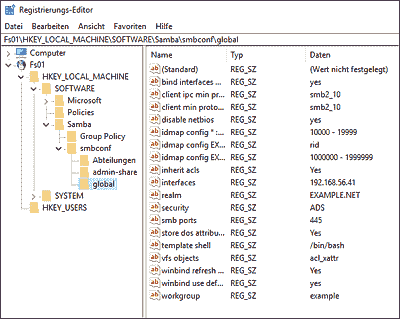 Registrierungs-Editor
Datei Bearbeiten Ansicht Favoriten Hilfe
Fs01\HKEY_LOCAL_MACHINE\SOFTWARE\Samba\smbconf\global
Computer
Fs01
HKEY_LOCAL_MACHINE
SOFTWARE
Microsoft
Policies
Samba
Group Policy
smbconf
Abteilungen
admin-share
global
SYSTEM
HKEY_USERS
Name Typ Daten
(Standard) REG_SZ (Wert nicht festgelegt)
bind interfaces ... REG_SZ yes
client ipc min pro... REG_SZ smb2_10
client min proto... REG_SZ smb2_10
disable netbios REG_SZ yes
idmap config * :... REG_SZ 10000 - 19999
idmap config EX... REG_SZ rid
idmap config EX... REG_SZ 1000000 - 1999999
inherit acls REG_SZ Yes
interfaces REG_SZ 192.168.56.41
realm REG_SZ EXAMPLE.NET
security REG_SZ ADS
smb ports REG_SZ 445
store dos attribu... REG_SZ Yes
template shell REG_SZ /bin/bash
vfs objects REG_SZ acl_xattr
winbind refresh ... REG_SZ Yes
winbind use def... REG_SZ yes
workgroup REG_SZ example